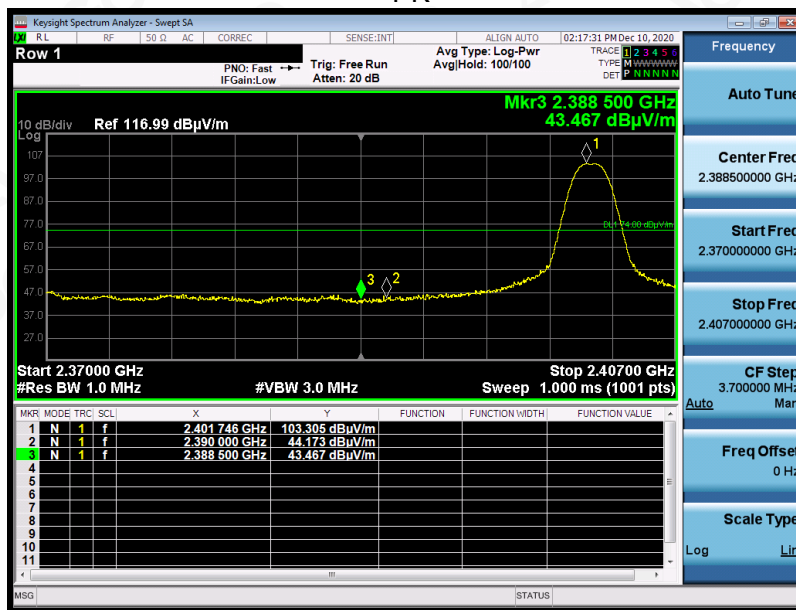 Keysight Spectrum Analyzer - Swept SA
LXI RL RF 50 Ω AC CORREC SENSE:INT ALIGN AUTO 02:17:31 PM Dec 10, 2020
Row 1
PNO: Fast
IFGain:Low
Trig: Free Run
Atten: 20 dB
Avg Type: Log-Pwr
Avg|Hold: 100/100
TRACE 1 2 3 4 5 6
TYPE M WWWWW
DET P N N N N N
Mkr3 2.388 500 GHz
43.467 dBµV/m
10 dB/div Ref 116.99 dBµV/m
Log
107
97.0
87.0
77.0
67.0
57.0
47.0
37.0
27.0
1
DL1 74.00 dBµV/m
3
2
Start 2.37000 GHz Stop 2.40700 GHz
#Res BW 1.0 MHz #VBW 3.0 MHz Sweep 1.000 ms (1001 pts)
MKR MODE TRC SCL X Y FUNCTION FUNCTION WIDTH FUNCTION VALUE
1 N 1 f 2.401 746 GHz 103.305 dBµV/m
2 N 1 f 2.390 000 GHz 44.173 dBµV/m
3 N 1 f 2.388 500 GHz 43.467 dBµV/m
4
5
6
7
8
9
10
11
MSG STATUS
Frequency
Auto Tune
Center Freq
2.388500000 GHz
Start Freq
2.370000000 GHz
Stop Freq
2.407000000 GHz
CF Step
3.700000 MHz
Auto Man
Freq Offset
0 Hz
Scale Type
Log Lin